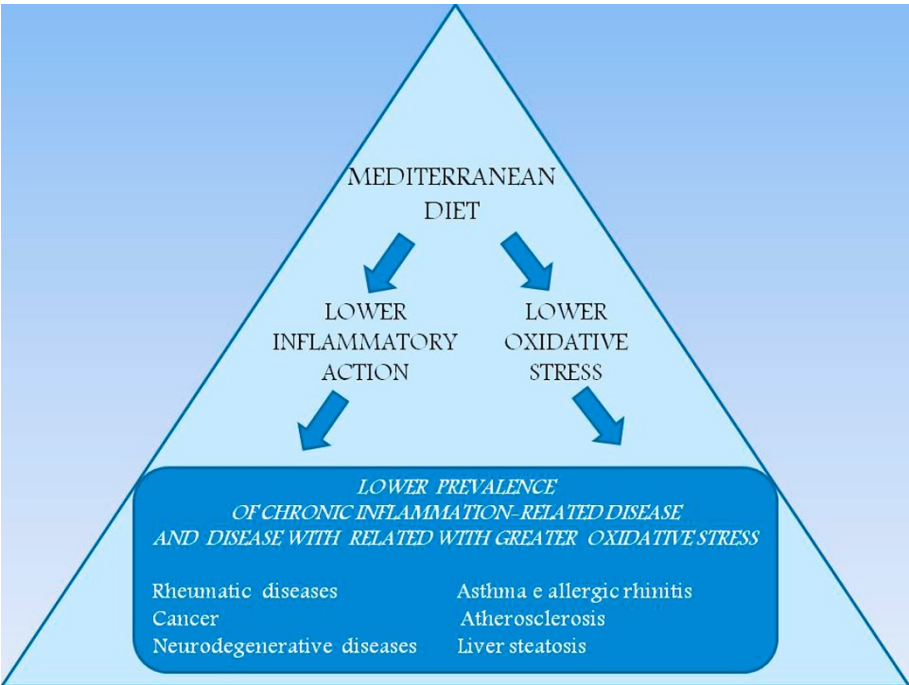 MEDITERRANEAN
DIET
LOWER
INFLAMMATORY
ACTION
LOWER
OXIDATIVE
STRESS
LOWER PREVALENCE
OF CHRONIC INFLAMMATION-RELATED DISEASE
AND DISEASE WITH RELATED WITH GREATER OXIDATIVE STRESS
Rheumatic diseases
Cancer
Neurodegenerative diseases
Asthma e allergic rhinitis
Atherosclerosis
Liver steatosis